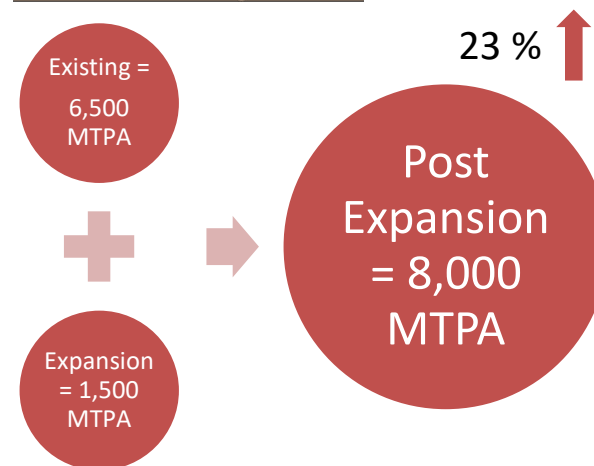 23 %
Existing =
6,500
MTPA
Post
Expansion
= 8,000
MTPA
Expansion
= 1,500
MTPA